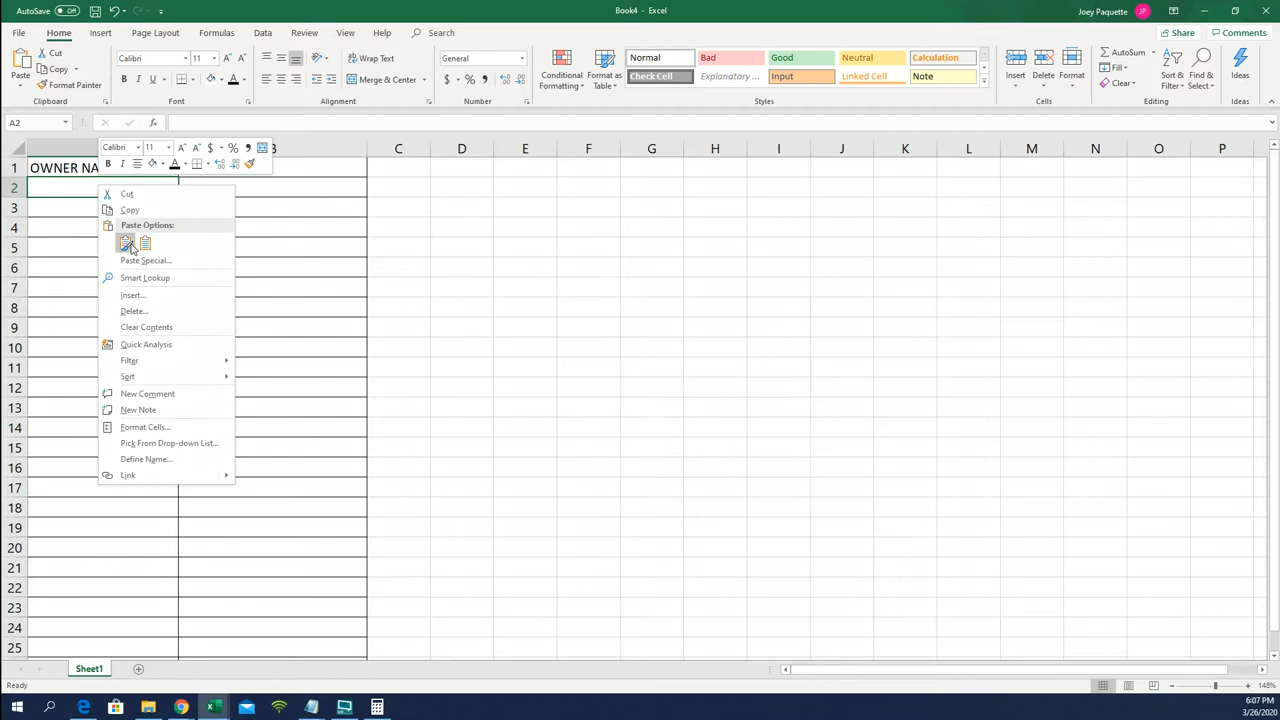 AutoSave Off Book4 - Excel Joey Paquette JP
File Home Insert Page Layout Formulas Data Review View Help Search Share Comments
Paste Cut Copy Format Painter
Calibri 11 Wrap Text Merge & Center General
B I U A $ % 9
Conditional Formatting Format as Table
Normal Bad Good Neutral Calculation
Check Cell Explanatory ... Input Linked Cell Note
Insert Delete Format
AutoSum Fill Clear Sort & Filter Find & Select Ideas
Clipboard Font Alignment Number Styles Cells Editing Ideas
A2 fx
Calibri 11 A A $ % 9
B I A
B C D E F G H I J K L M N O P
1 OWNER NA
2
3
4
5
6
7
8
9
10
11
12
13
14
15
16
17
18
19
20
21
22
23
24
25
Cut
Copy
Paste Options:
Paste Special...
Smart Lookup
Insert...
Delete...
Clear Contents
Quick Analysis
Filter
Sort
New Comment
New Note
Format Cells...
Pick From Drop-down List...
Define Name...
Link
Sheet1
Ready 148%
6:07 PM
3/26/2020